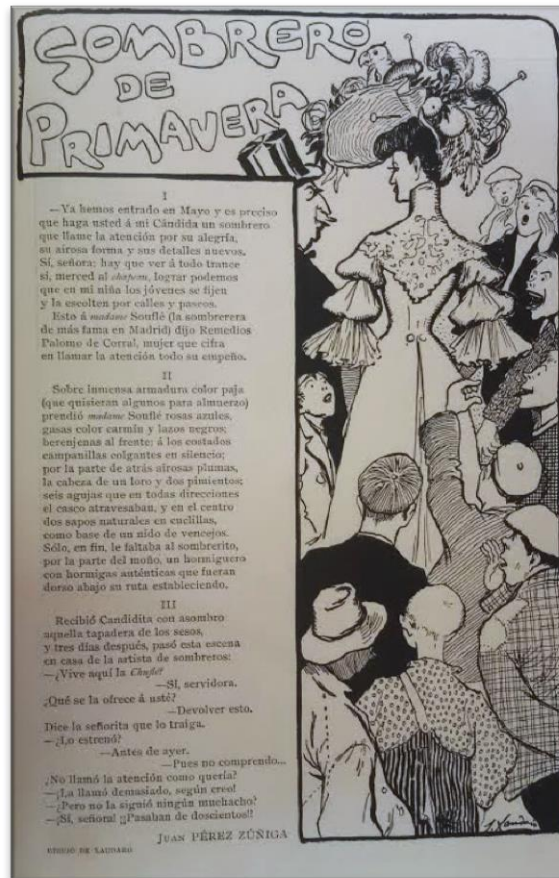 SOMBRERO
DE
PRIMAVERA
I
—Ya hemos entrado en Mayo y es preciso
que haga usted á mi Cándida un sombrero
que llame la atención por su alegría,
su airosa forma y sus detalles nuevos.
Sí, señora; hay que ver á todo trance
si, merced al chapeau, lograr podemos
que en mi niña los jóvenes se fijen
y la escolten por calles y paseos.
Esto á madame Souflé (la sombrerera
de más fama en Madrid) dijo Remedios
Palomo de Corral, mujer que cifra
en llamar la atención todo su empeño.
II
Sobre inmensa armadura color paja
(que quisieran algunos para almuerzo)
prendió madame Souflé rosas azules,
gasas color carmín y lazos negros;
berenjenas al frente; á los costados
campanillas colgantes en silencio;
por la parte de atrás airosas plumas,
la cabeza de un loro y dos pimientos;
seis agujas que en todas direcciones
el casco atravesaban, y en el centro
dos sapos naturales en cuclillas,
como base de un nido de vencejos.
Sólo, en fin, le faltaba al sombrerito,
por la parte del moño, un hormiguero
con hormigas auténticas que fueran
dorso abajo su ruta estableciendo.
III
Recibió Candidita con asombro
aquella tapadera de los sesos,
y tres días después, pasó esta escena
en casa de la artista de sombreros:
—¿Vive aquí la Chuflé?
—Sí, servidora.
¿Qué se la ofrece á usté?
—Devolver esto.
Dice la señorita que lo traiga.
—¿Lo estrenó?
—Antes de ayer.
—Pues no comprendo...
¿No llamó la atención como quería?
—¡La llamó demasiado, según creo!
—¿Pero no la siguió ningún muchacho?
—¡Sí, señora! ¡¡Pasaban de doscientos!!
JUAN PÉREZ ZÚÑIGA
DIBUJO DE XAUDARÓ